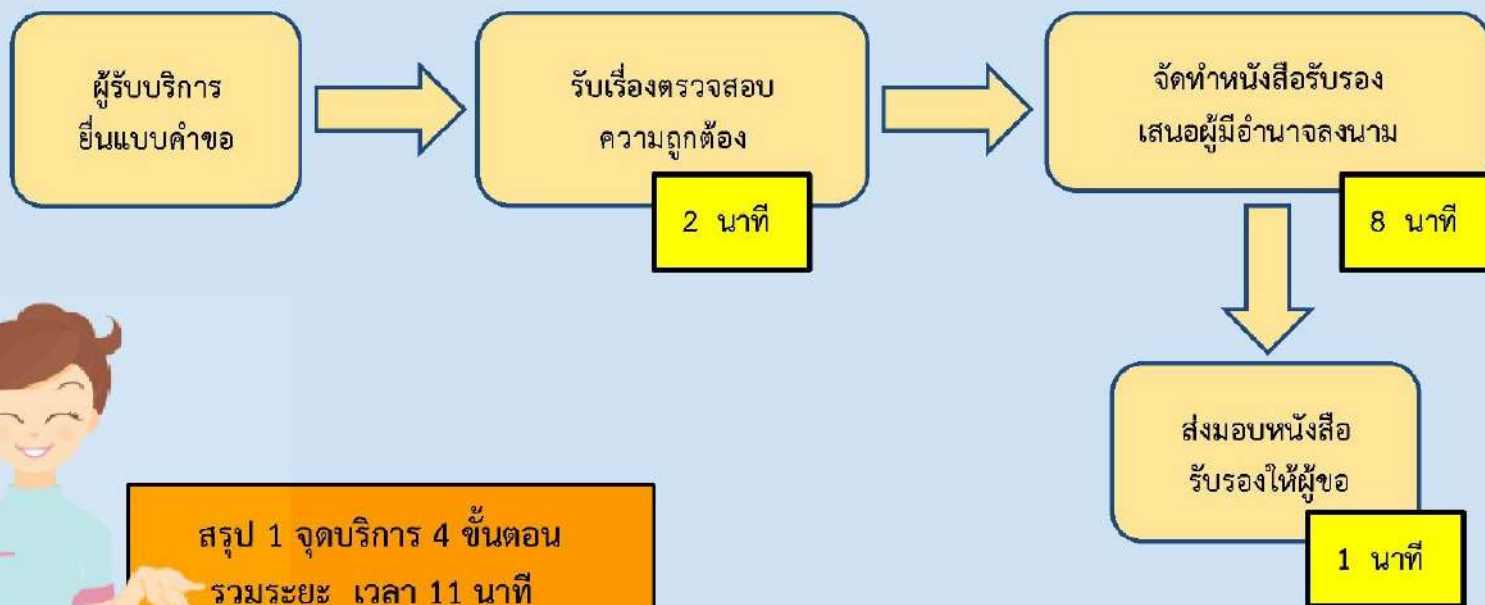 ผู้รับบริการ
ยื่นแบบคำขอ
รับเรื่องตรวจสอบ
ความถูกต้อง
2 นาที
จัดทำหนังสือรับรอง
เสนอผู้มีอำนาจลงนาม
8 นาที
ส่งมอบหนังสือ
รับรองให้ผู้ขอ
1 นาที
สรุป 1 จุดบริการ 4 ขั้นตอน
รวมระยะ เวลา 11 นาที